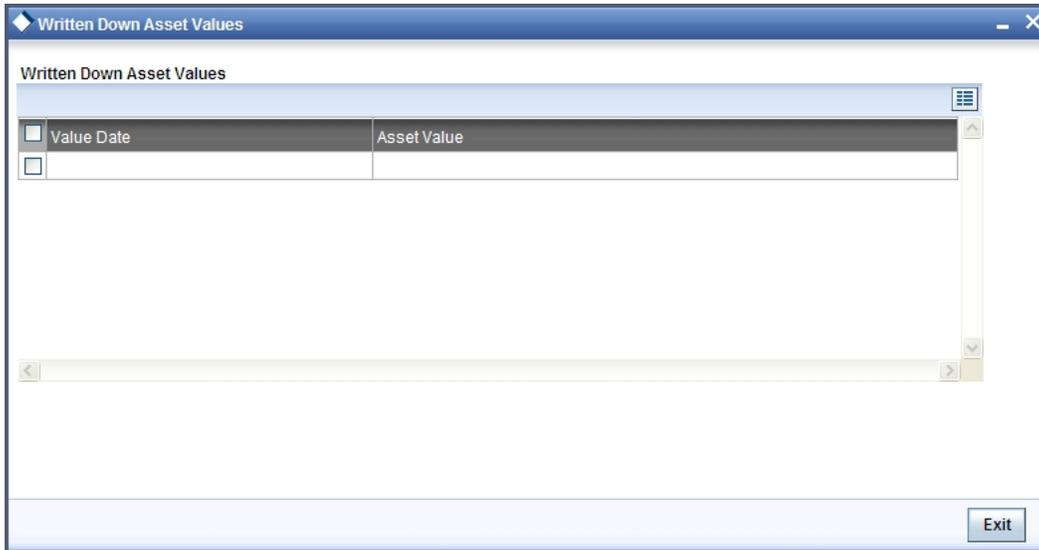 Written Down Asset Values
Written Down Asset Values
Value Date Asset Value
Exit